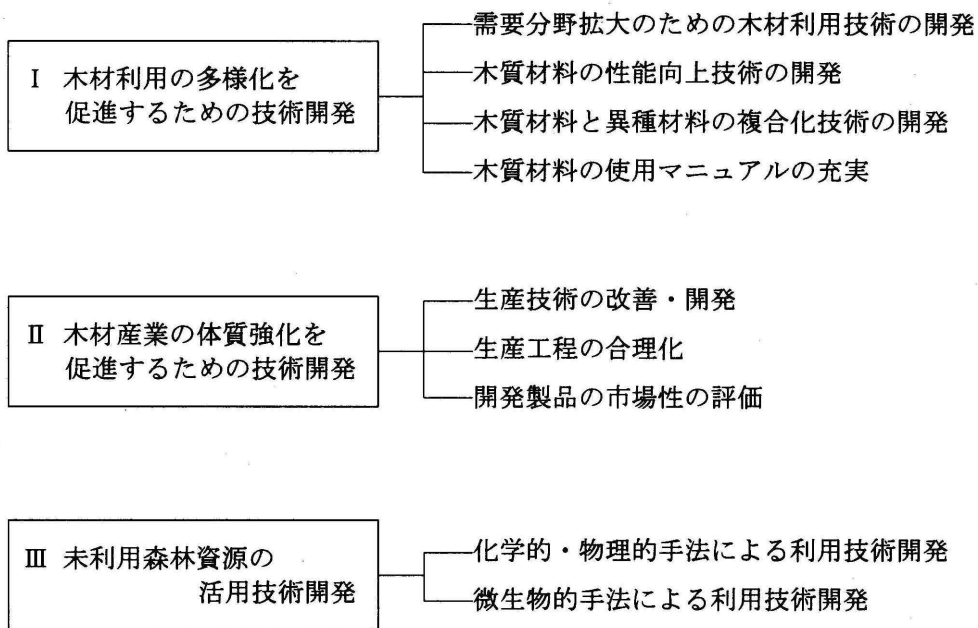 Ⅰ 木材利用の多様化を
促進するための技術開発
需要分野拡大のための木材利用技術の開発
木質材料の性能向上技術の開発
木質材料と異種材料の複合化技術の開発
木質材料の使用マニュアルの充実
Ⅱ 木材産業の体質強化を
促進するための技術開発
生産技術の改善・開発
生産工程の合理化
開発製品の市場性の評価
Ⅲ 未利用森林資源の
活用技術開発
化学的・物理的手法による利用技術開発
微生物的手法による利用技術開発